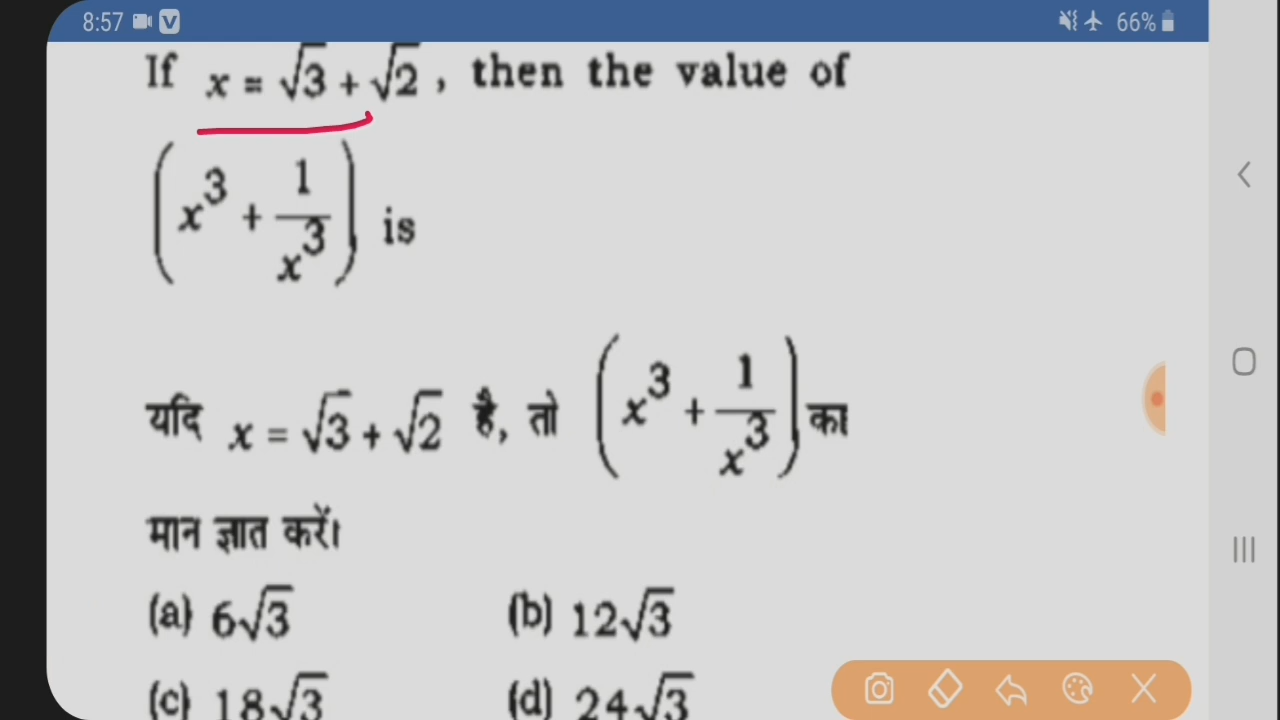 8:57 V 66%
If x = √3 + √2 , then the value of
(x³ + 1/x³) is
यदि x = √3 + √2 है, तो (x³ + 1/x³) का
मान ज्ञात करें।
(a) 6√3 (b) 12√3
(c) 18√3 (d) 24√3